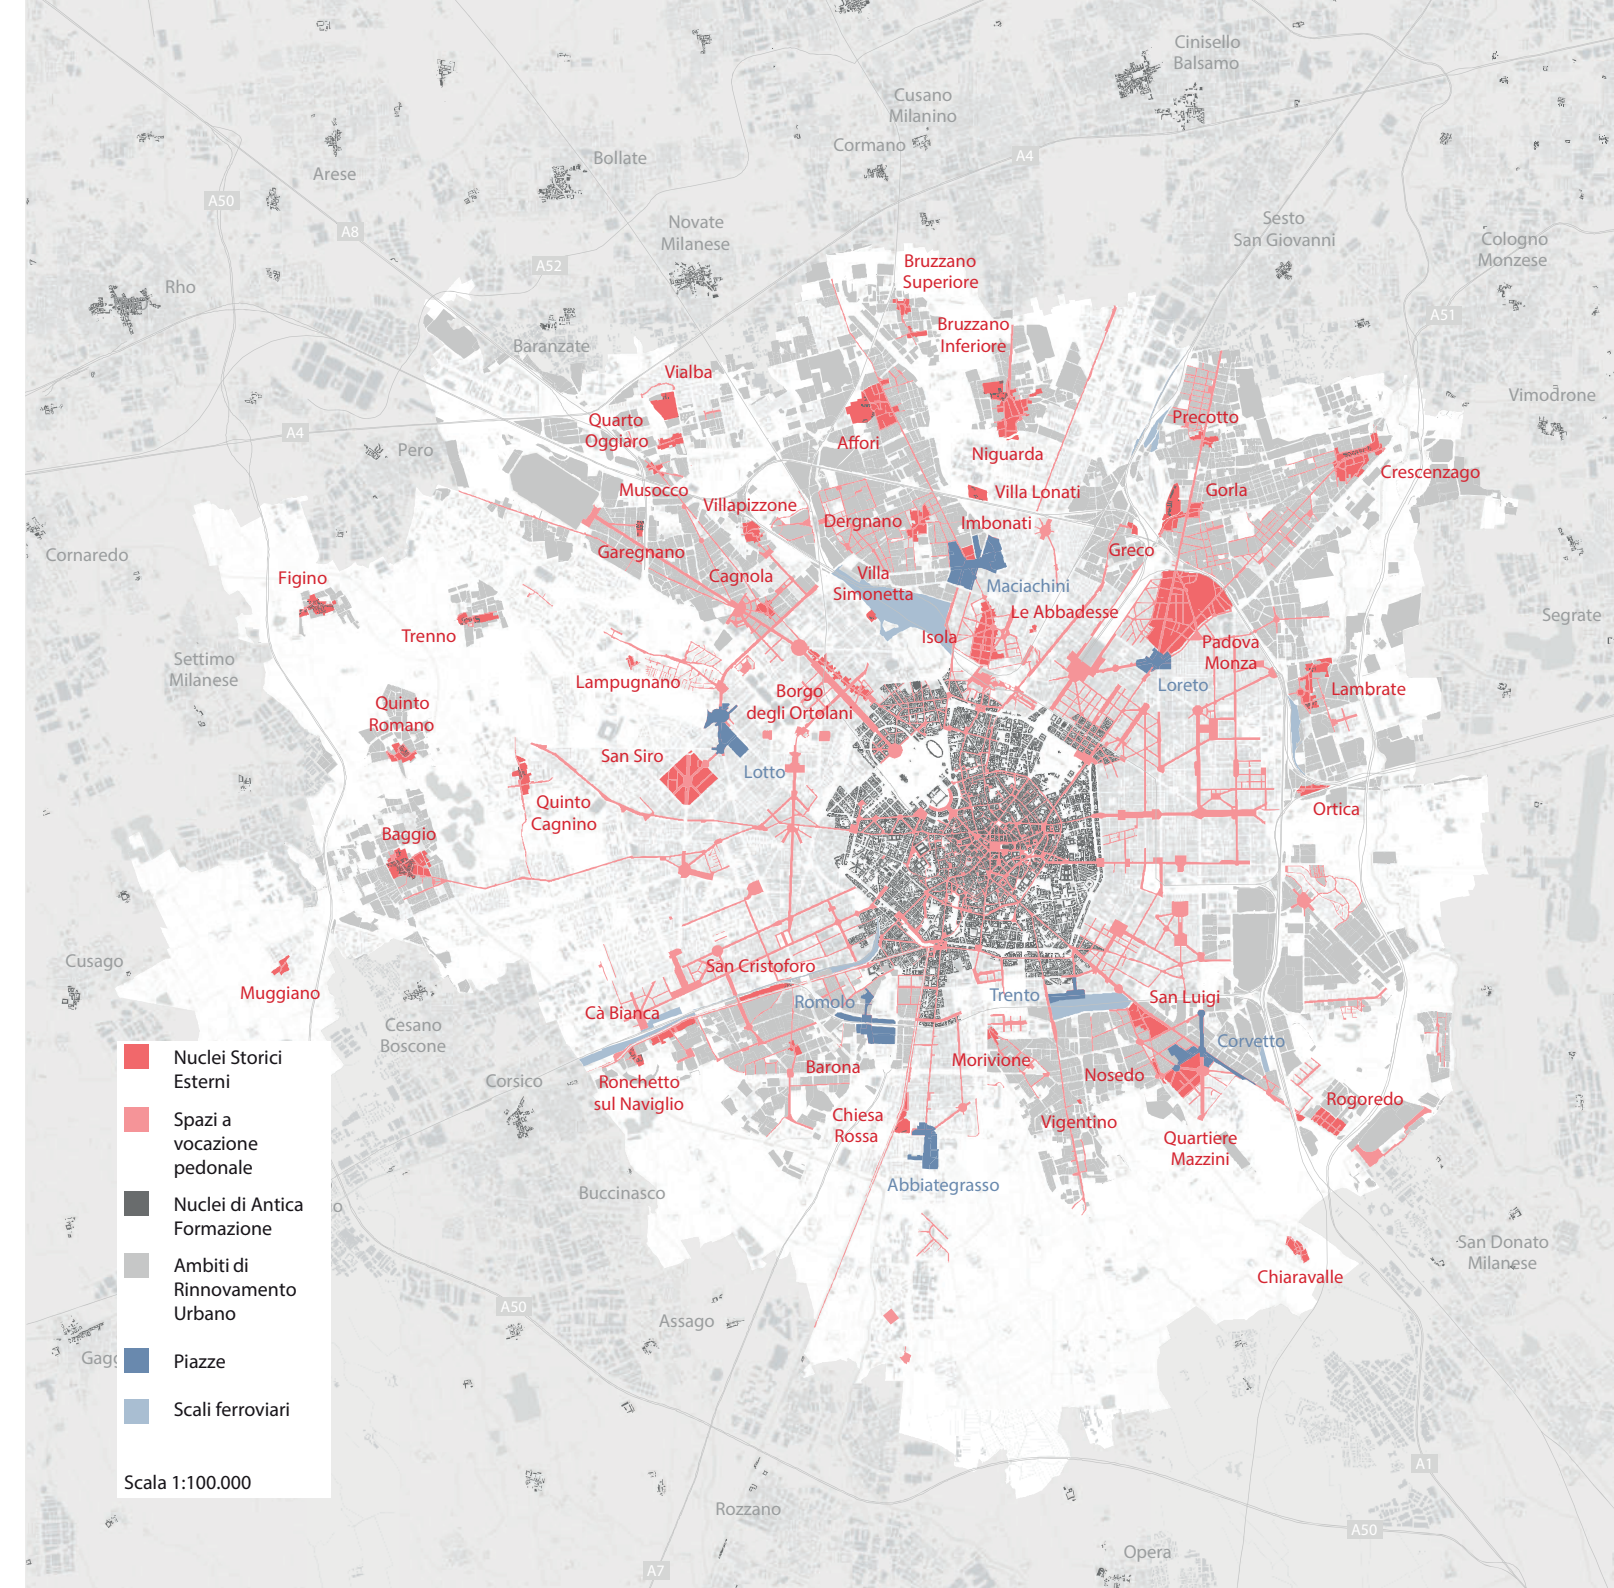 Cinisello
Balsamo
Cusano
Milanino
Cormano
A4
Bollate
Arese
A50
A8
Novate
Milanese
Sesto
San Giovanni
Cologno
Monzese
A52
Rho
Bruzzano
Superiore
A51
Bruzzano
Inferiore
Baranzate
Vialba
Vimodrone
Quarto
Oggiaro
Precotto
A4
Pero
Affori
Niguarda
Crescenzago
Musocco
Villa Lonati
Gorla
Villapizzone
Dergnano
Imbonati
Cornaredo
Garegnano
Greco
Figino
Cagnola
Villa
Simonetta
Maciachini
Le Abbadesse
Segrate
Trenno
Isola
Padova
Monza
Settimo
Milanese
Lampugnano
Loreto
Lambrate
Borgo
degli Ortolani
Quinto
Romano
San Siro
Lotto
Quinto
Cagnino
Ortica
Baggio
Cusago
San Cristoforo
Muggiano
Romolo
Trento
San Luigi
Cà Bianca
Cesano
Boscone
Corvetto
Corsico
Barona
Morivione
Nosedo
Ronchetto
sul Naviglio
Rogoredo
Chiesa
Rossa
Vigentino
Quartiere
Mazzini
Abbiategrasso
Buccinasco
o
San Donato
Milanese
Chiaravalle
A50
Assago
Gagg
A1
Rozzano
A50
Opera
A7
Nuclei Storici
Esterni
Spazi a
vocazione
pedonale
Nuclei di Antica
Formazione
Ambiti di
Rinnovamento
Urbano
Piazze
Scali ferroviari
Scala 1:100.000